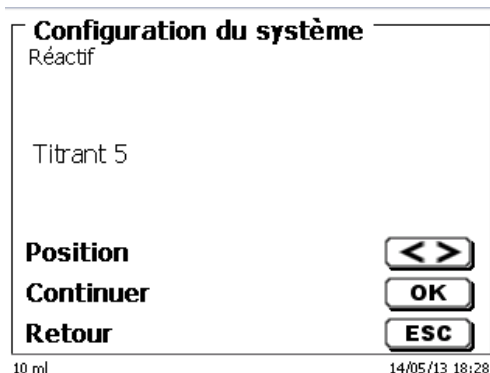 Configuration du système
Réactif
Titrant 5
Position < >
Continuer OK
Retour ESC
10 ml 14/05/13 18:28